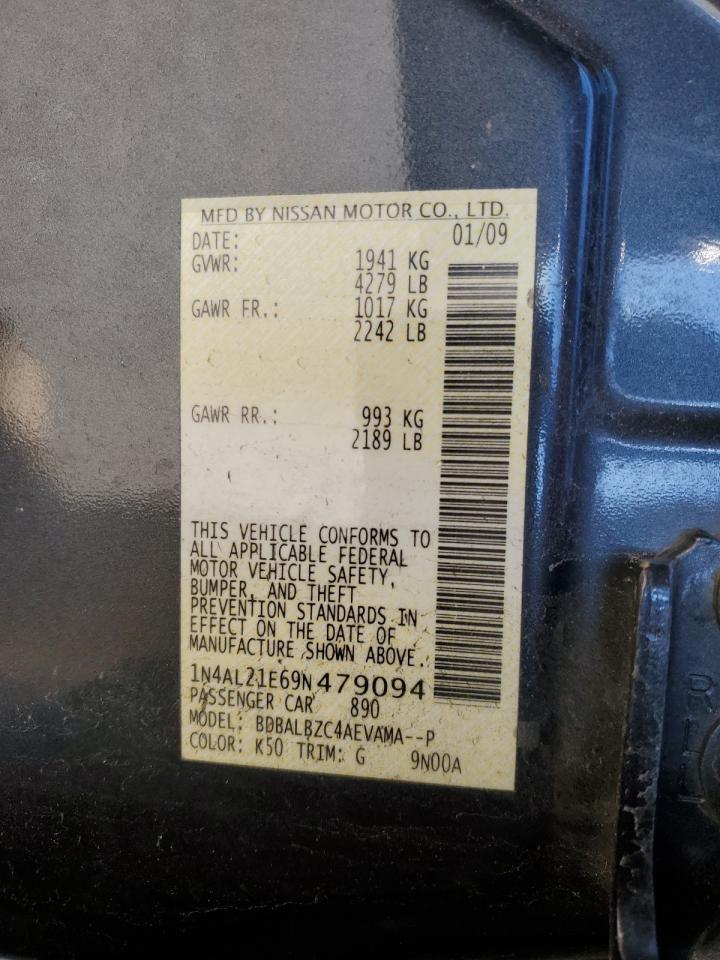 MFD BY NISSAN MOTOR CO., LTD.
DATE: 01/09
GVWR: 1941 KG
4279 LB
GAWR FR.: 1017 KG
2242 LB
GAWR RR.: 993 KG
2189 LB
THIS VEHICLE CONFORMS TO
ALL APPLICABLE FEDERAL
MOTOR VEHICLE SAFETY,
BUMPER, AND THEFT
PREVENTION STANDARDS IN
EFFECT ON THE DATE OF
MANUFACTURE SHOWN ABOVE.
1N4AL21E69N479094
PASSENGER CAR 890
MODEL: BDBALBZC4AEVAMA--P
COLOR: K50 TRIM: G 9N00A